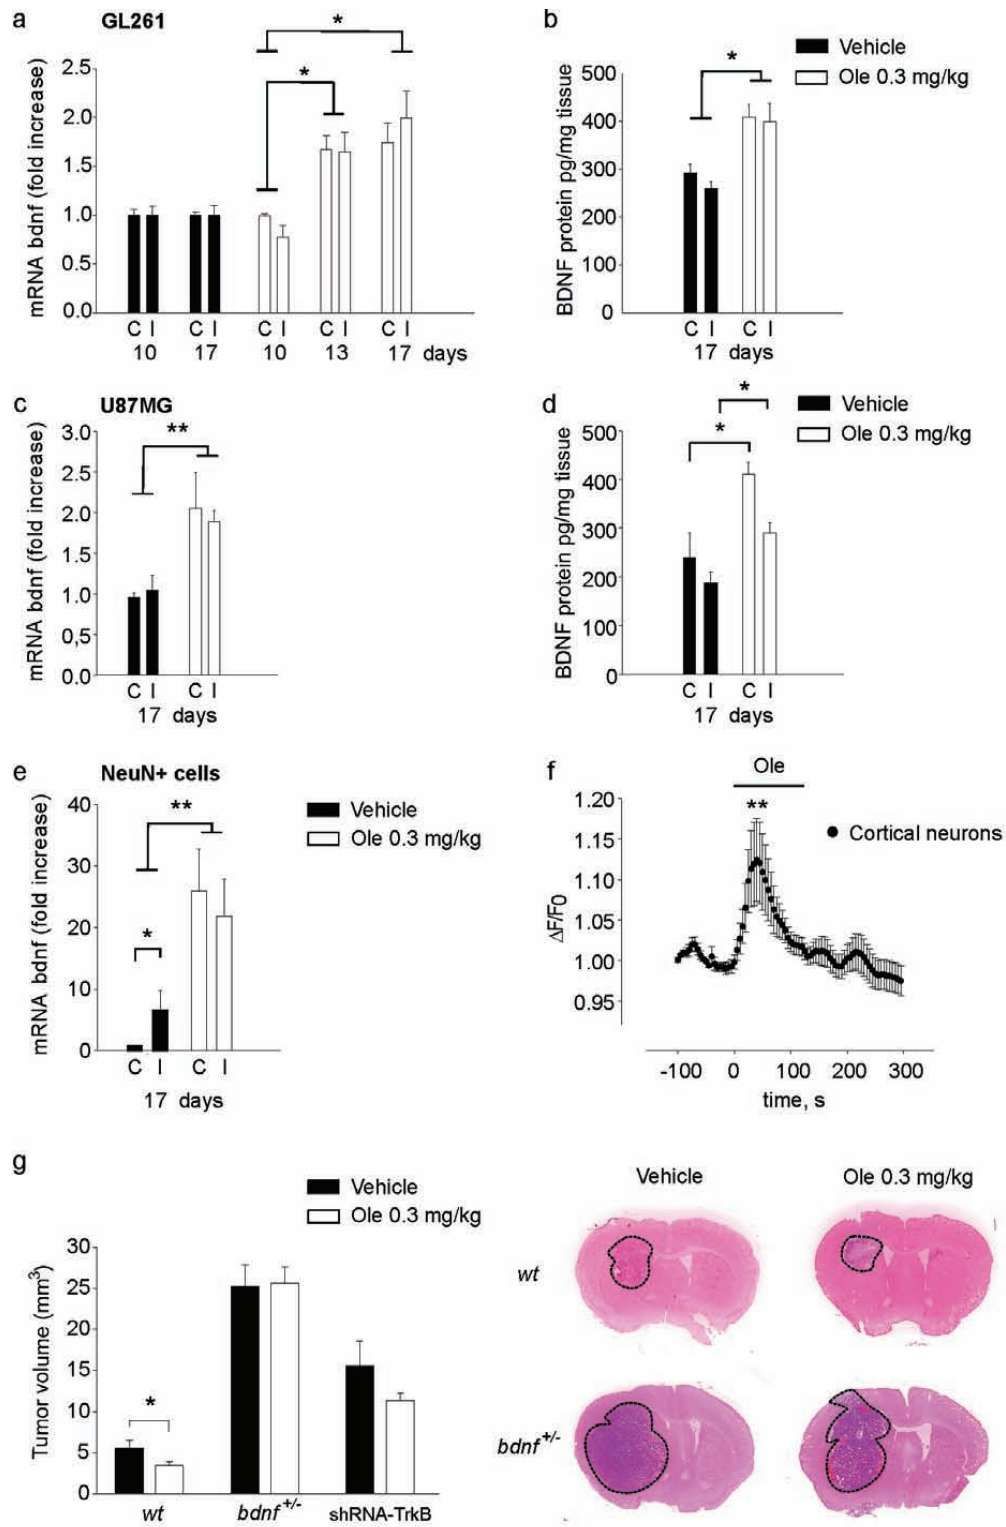 a GL261
*
*
mRNA bdnf (fold increase)
2.5
2.0
1.5
1.0
0.5
0.0
C I C I C I C I C I
10 17 10 13 17 days
b
Vehicle
Ole 0.3 mg/kg
*
BDNF protein pg/mg tissue
500
400
300
200
100
0
C I C I
17 days
c U87MG
**
mRNA bdnf (fold increase)
3.0
2.5
2.0
1.5
1.0
0,5
0.0
C I C I
17 days
d
Vehicle
Ole 0.3 mg/kg
*
*
BDNF protein pg/mg tissue
500
400
300
200
100
0
C I C I
17 days
e NeuN+ cells
Vehicle
Ole 0.3 mg/kg
**
*
mRNA bdnf (fold increase)
40
30
20
10
0
C I C I
17 days
f
Ole
**
Cortical neurons
ΔF/F0
1.20
1.15
1.10
1.05
1.00
0.95
-100 0 100 200 300
time, s
g
Vehicle
Ole 0.3 mg/kg
Tumor volume (mm3)
30
25
20
15
10
5
0
*
wt bdnf+/- shRNA-TrkB
Vehicle Ole 0.3 mg/kg
wt
bdnf+/-